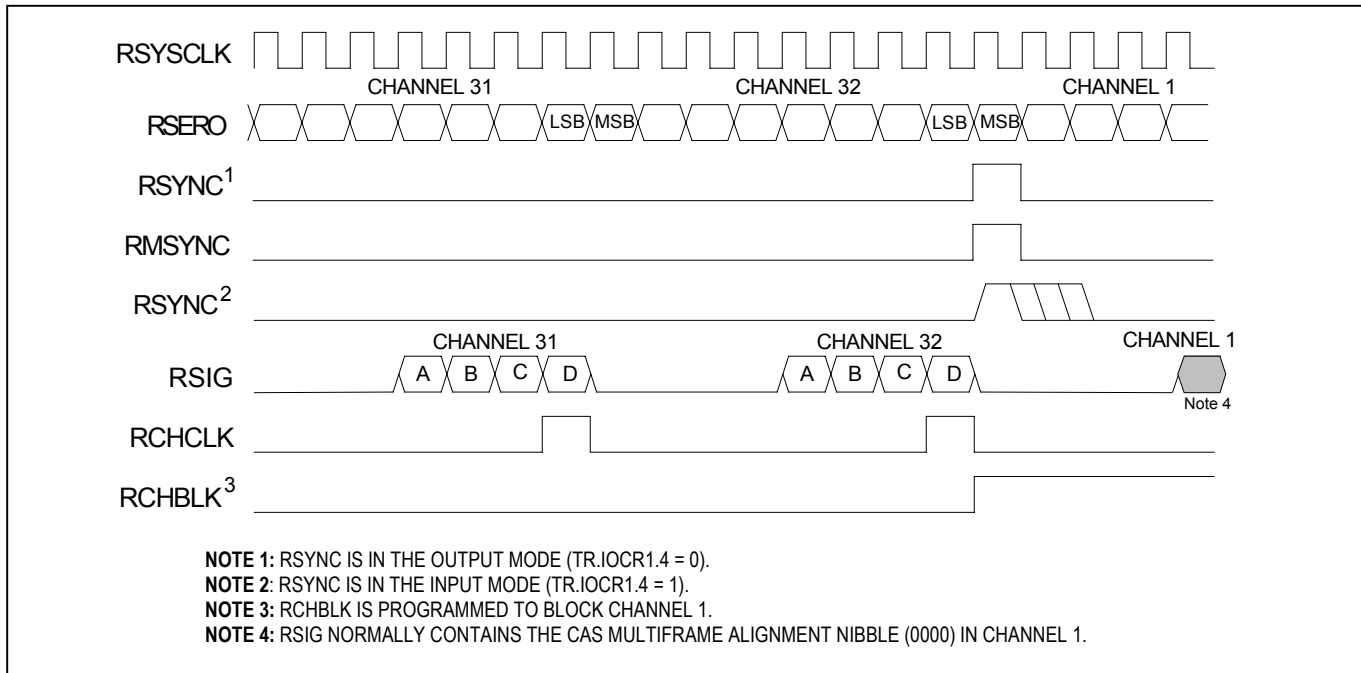 RSYSCLK
CHANNEL 31 CHANNEL 32 CHANNEL 1
RSERO LSB MSB LSB MSB
RSYNC¹
RMSYNC
RSYNC²
CHANNEL 31 CHANNEL 32 CHANNEL 1
RSIG A B C D A B C D
Note 4
RCHCLK
RCHBLK³
NOTE 1: RSYNC IS IN THE OUTPUT MODE (TR.IOCR1.4 = 0).
NOTE 2: RSYNC IS IN THE INPUT MODE (TR.IOCR1.4 = 1).
NOTE 3: RCHBLK IS PROGRAMMED TO BLOCK CHANNEL 1.
NOTE 4: RSIG NORMALLY CONTAINS THE CAS MULTIFRAME ALIGNMENT NIBBLE (0000) IN CHANNEL 1.